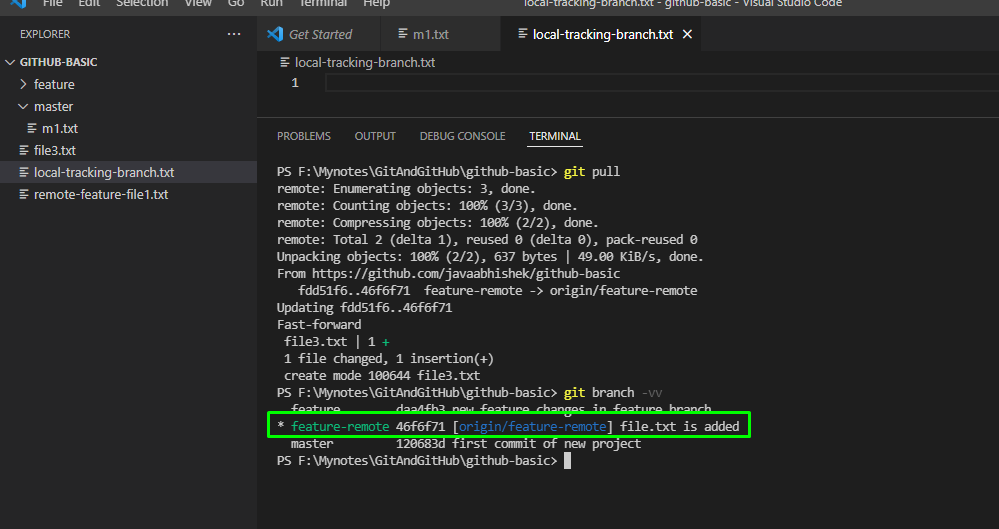 File Edit Selection View Go Run Terminal Help local-tracking-branch.txt - github-basic - Visual Studio Code
EXPLORER ...
GITHUB-BASIC
feature
master
m1.txt
file3.txt
local-tracking-branch.txt
remote-feature-file1.txt
Get Started m1.txt local-tracking-branch.txt
local-tracking-branch.txt
1
PROBLEMS OUTPUT DEBUG CONSOLE TERMINAL
PS F:\Mynotes\GitAndGitHub\github-basic> git pull
remote: Enumerating objects: 3, done.
remote: Counting objects: 100% (3/3), done.
remote: Compressing objects: 100% (2/2), done.
remote: Total 2 (delta 1), reused 0 (delta 0), pack-reused 0
Unpacking objects: 100% (2/2), 637 bytes | 49.00 KiB/s, done.
From https://github.com/javaabhishek/github-basic
fdd51f6..46f6f71 feature-remote -> origin/feature-remote
Updating fdd51f6..46f6f71
Fast-forward
file3.txt | 1 +
1 file changed, 1 insertion(+)
create mode 100644 file3.txt
PS F:\Mynotes\GitAndGitHub\github-basic> git branch -vv
feature daa4fb3 new feature changes in feature branch
* feature-remote 46f6f71 [origin/feature-remote] file.txt is added
master 120683d first commit of new project
PS F:\Mynotes\GitAndGitHub\github-basic>